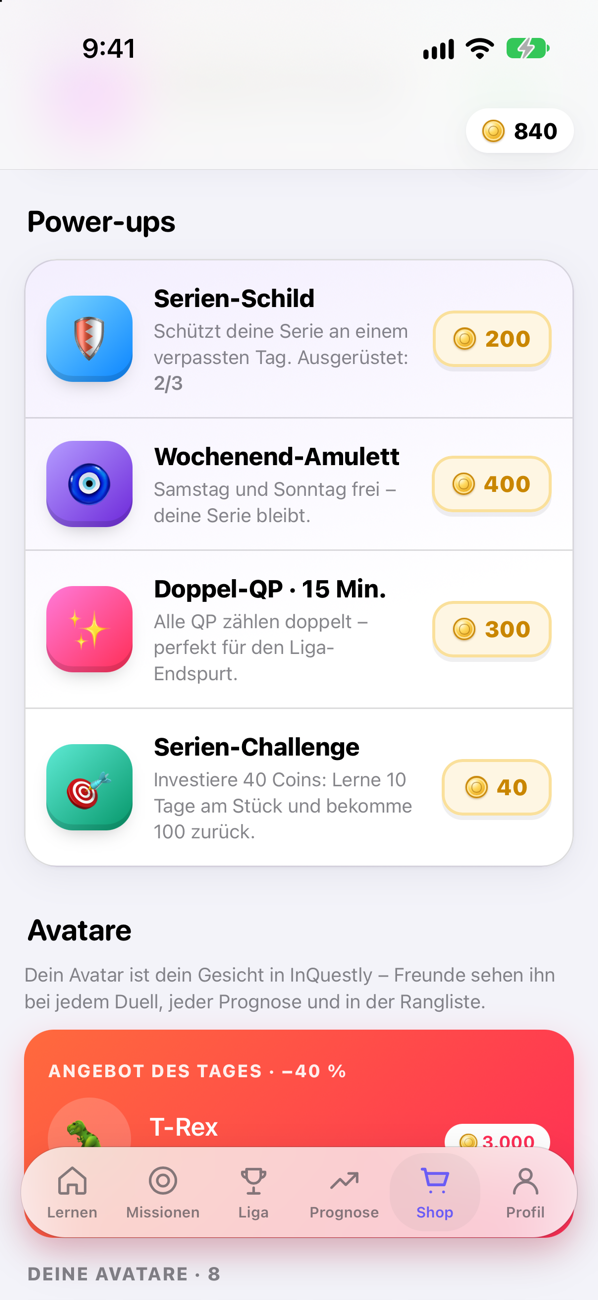 9:41
840
Power-ups
Serien-Schild
Schützt deine Serie an einem
verpassten Tag. Ausgerüstet:
2/3
200
Wochenend-Amulett
Samstag und Sonntag frei –
deine Serie bleibt.
400
Doppel-QP · 15 Min.
Alle QP zählen doppelt –
perfekt für den Liga-
Endspurt.
300
Serien-Challenge
Investiere 40 Coins: Lerne 10
Tage am Stück und bekomme
100 zurück.
40
Avatare
Dein Avatar ist dein Gesicht in InQuestly – Freunde sehen ihn
bei jedem Duell, jeder Prognose und in der Rangliste.
ANGEBOT DES TAGES · −40 %
T-Rex
3.000
Lernen
Missionen
Liga
Prognose
Shop
Profil
DEINE AVATARE · 8